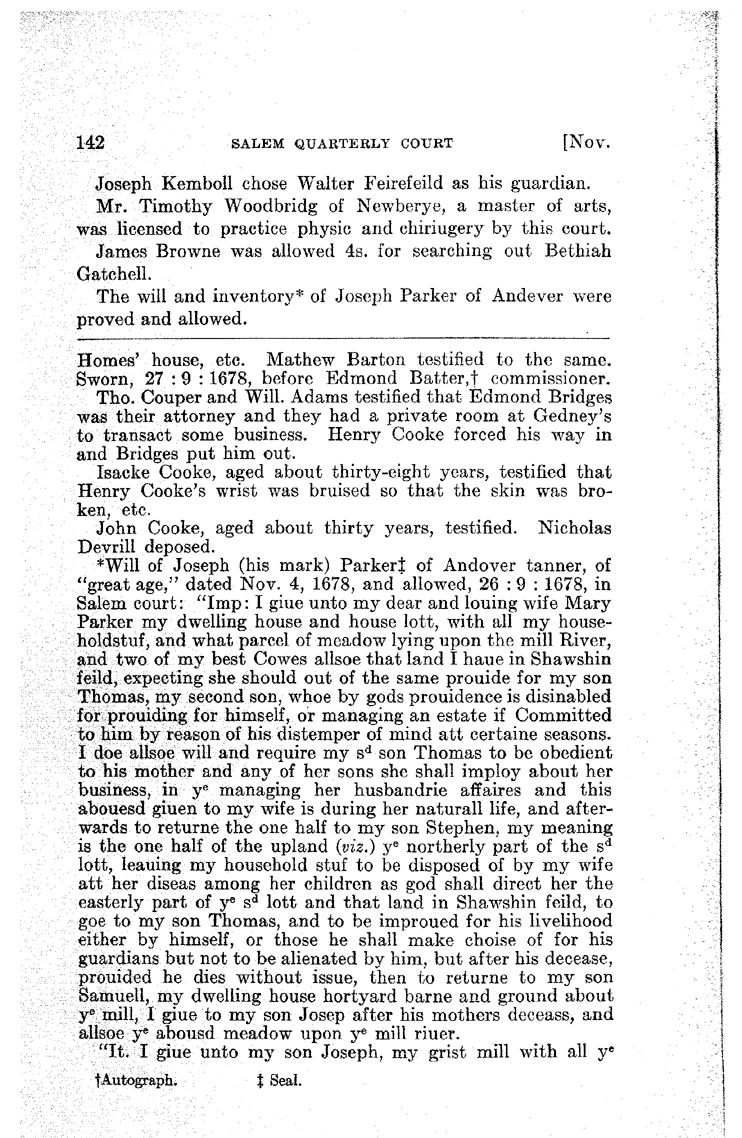 142 SALEM QUARTERLY COURT [Nov.
Joseph Kemboll chose Walter Feirefeild as his guardian.
Mr. Timothy Woodbridg of Newberye, a master of arts,
was licensed to practice physic and chiriugery by this court.
James Browne was allowed 4s. for searching out Bethiah
Gatchell.
The will and inventory* of Joseph Parker of Andever were
proved and allowed.
Homes' house, etc. Mathew Barton testified to the same.
Sworn, 27 : 9 : 1678, before Edmond Batter,† commissioner.
Tho. Couper and Will. Adams testified that Edmond Bridges
was their attorney and they had a private room at Gedney's
to transact some business. Henry Cooke forced his way in
and Bridges put him out.
Isacke Cooke, aged about thirty-eight years, testified that
Henry Cooke's wrist was bruised so that the skin was bro-
ken, etc.
John Cooke, aged about thirty years, testified. Nicholas
Devrill deposed.
*Will of Joseph (his mark) Parker‡ of Andover tanner, of
"great age," dated Nov. 4, 1678, and allowed, 26 : 9 : 1678, in
Salem court: "Imp: I giue unto my dear and louing wife Mary
Parker my dwelling house and house lott, with all my house-
holdstuf, and what parcel of meadow lying upon the mill River,
and two of my best Cowes allsoe that land I haue in Shawshin
feild, expecting she should out of the same prouide for my son
Thomas, my second son, whoe by gods prouidence is disinabled
for prouiding for himself, or managing an estate if Committed
to him by reason of his distemper of mind att certaine seasons.
I doe allsoe will and require my sᵈ son Thomas to be obedient
to his mother and any of her sons she shall imploy about her
business, in yᵉ managing her husbandrie affaires and this
abouesd giuen to my wife is during her naturall life, and after-
wards to returne the one half to my son Stephen, my meaning
is the one half of the upland (viz.) yᵉ northerly part of the sᵈ
lott, leauing my household stuf to be disposed of by my wife
att her diseas among her children as god shall direct her the
easterly part of yᵉ sᵈ lott and that land in Shawshin feild, to
goe to my son Thomas, and to be improued for his livelihood
either by himself, or those he shall make choise of for his
guardians but not to be alienated by him, but after his decease,
prouided he dies without issue, then to returne to my son
Samuell, my dwelling house hortyard barne and ground about
yᵉ mill, I giue to my son Josep after his mothers deceass, and
allsoe yᵉ abousd meadow upon yᵉ mill riuer.
"It. I giue unto my son Joseph, my grist mill with all yᵉ
†Autograph. ‡ Seal.